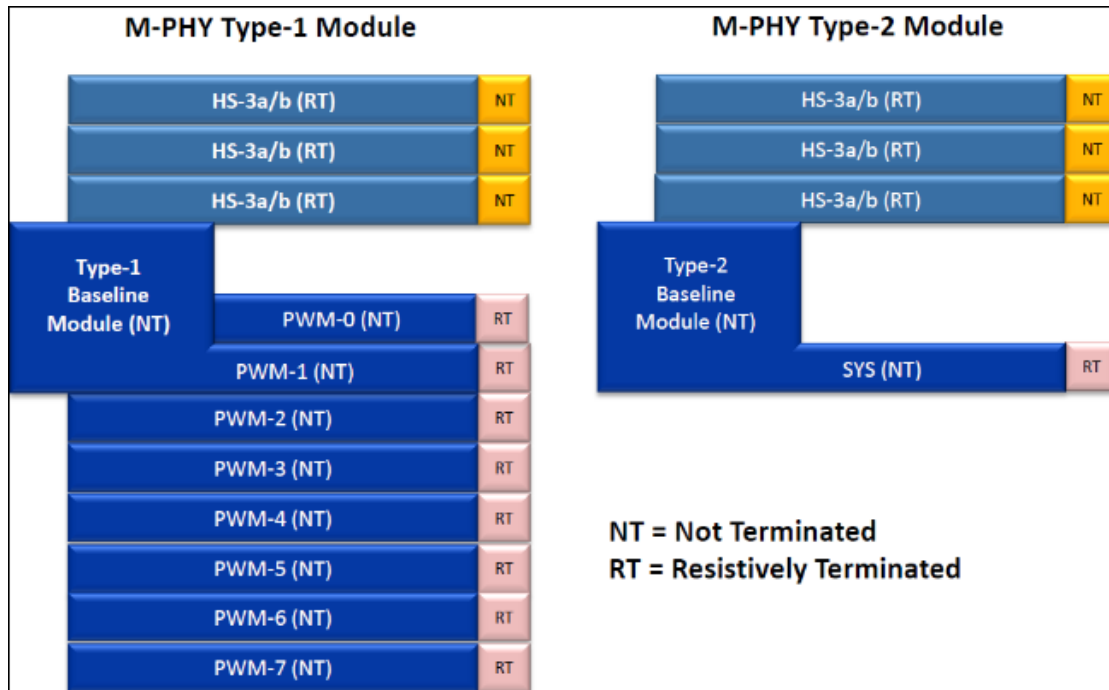 M-PHY Type-1 Module
HS-3a/b (RT) NT
HS-3a/b (RT) NT
HS-3a/b (RT) NT
Type-1
Baseline
Module (NT)
PWM-0 (NT) RT
PWM-1 (NT) RT
PWM-2 (NT) RT
PWM-3 (NT) RT
PWM-4 (NT) RT
PWM-5 (NT) RT
PWM-6 (NT) RT
PWM-7 (NT) RT
M-PHY Type-2 Module
HS-3a/b (RT) NT
HS-3a/b (RT) NT
HS-3a/b (RT) NT
Type-2
Baseline
Module (NT)
SYS (NT) RT
NT = Not Terminated
RT = Resistively Terminated